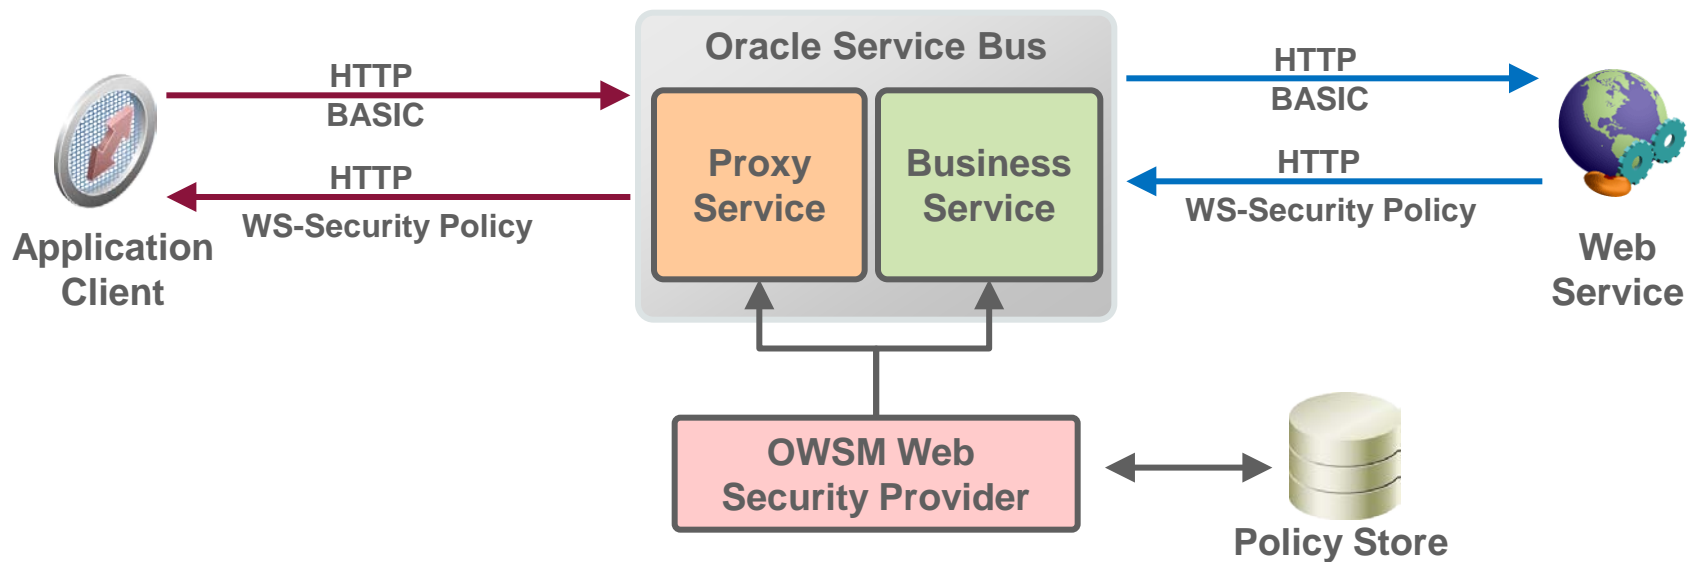 Oracle Service Bus
HTTP
BASIC
HTTP
WS-Security Policy
Application
Client
Proxy
Service
Business
Service
HTTP
BASIC
HTTP
WS-Security Policy
Web
Service
OWSM Web
Security Provider
Policy Store